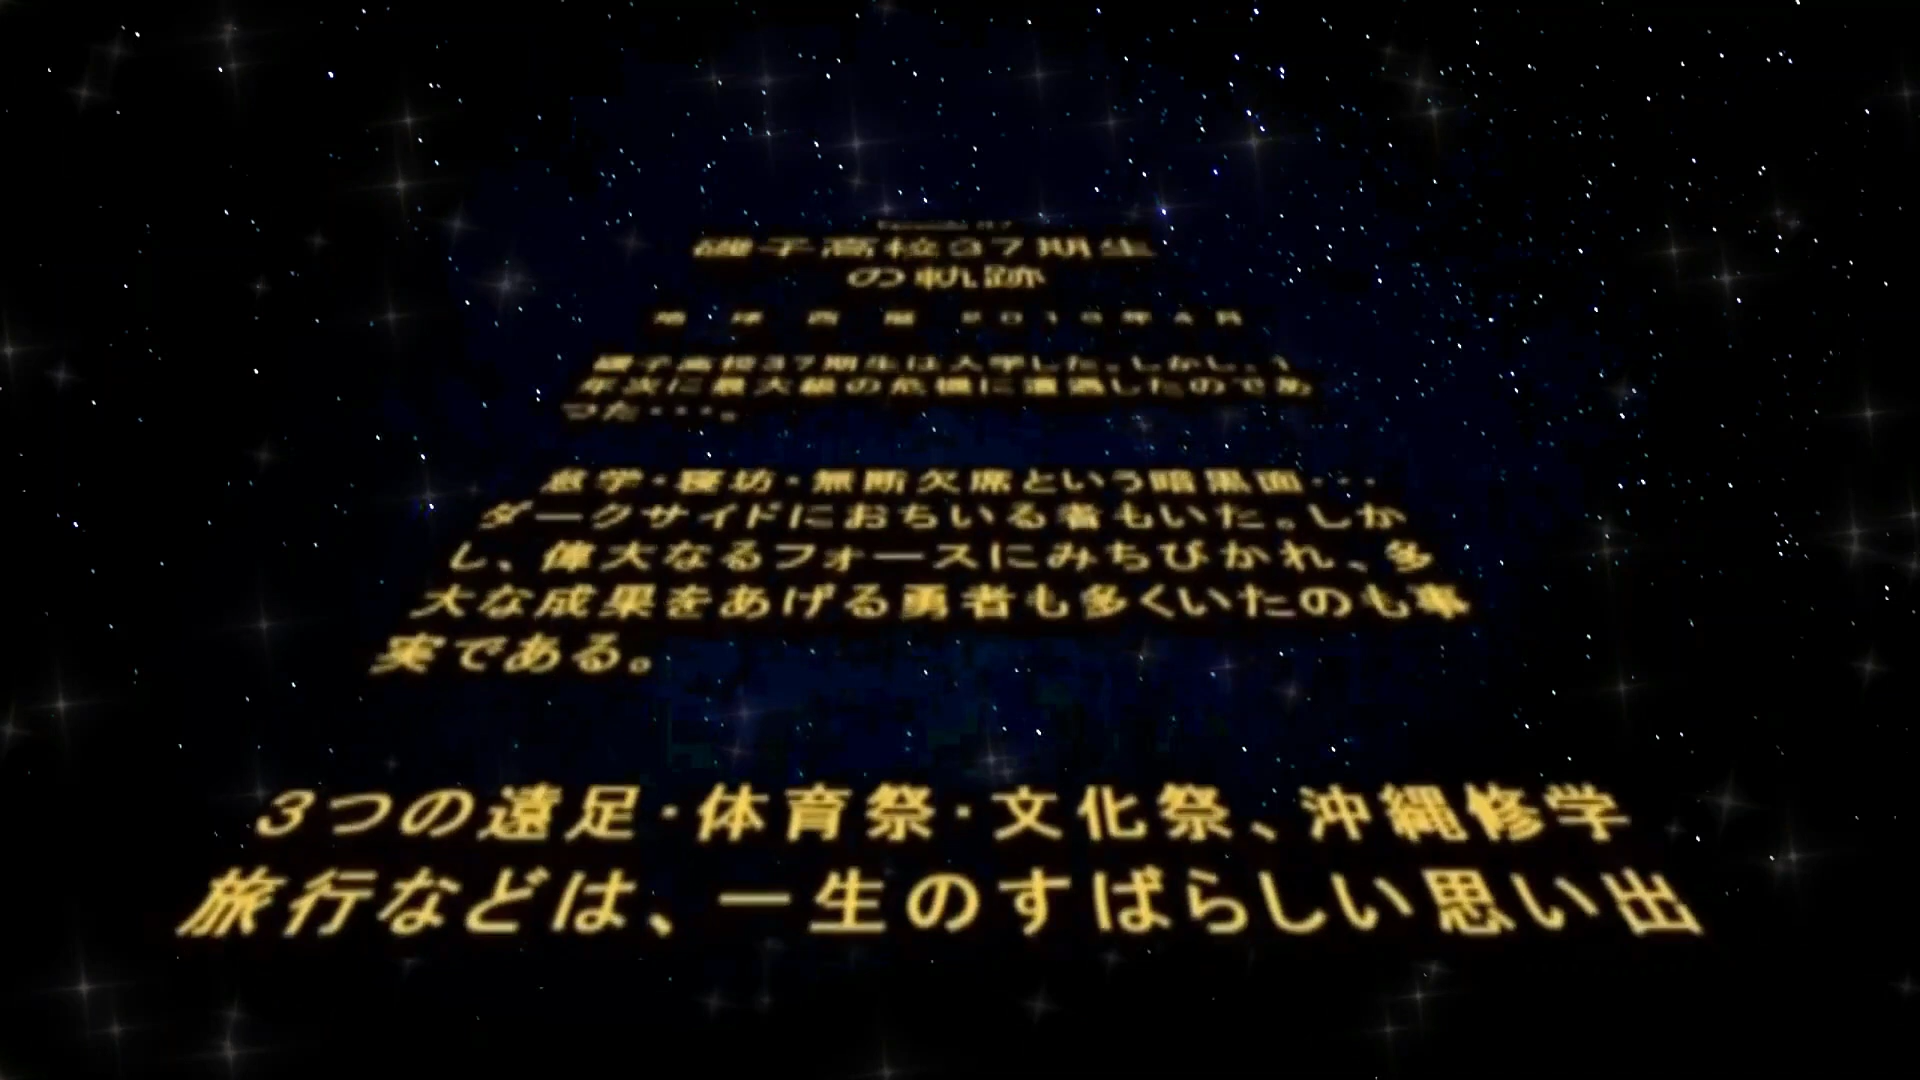 磯子高校37期生
の軌跡
地球西暦2016年4月
磯子高校37期生は入学した。しかし、1
年次に最大級の危機に遭遇したのであ
った・・・。
怠学・寝坊・無断欠席という暗黒面・・・
ダークサイドにおちいる者もいた。しか
し、偉大なるフォースにみちびかれ、多
大な成果をあげる勇者も多くいたのも事
実である。
3つの遠足・体育祭・文化祭、沖縄修学
旅行などは、一生のすばらしい思い出